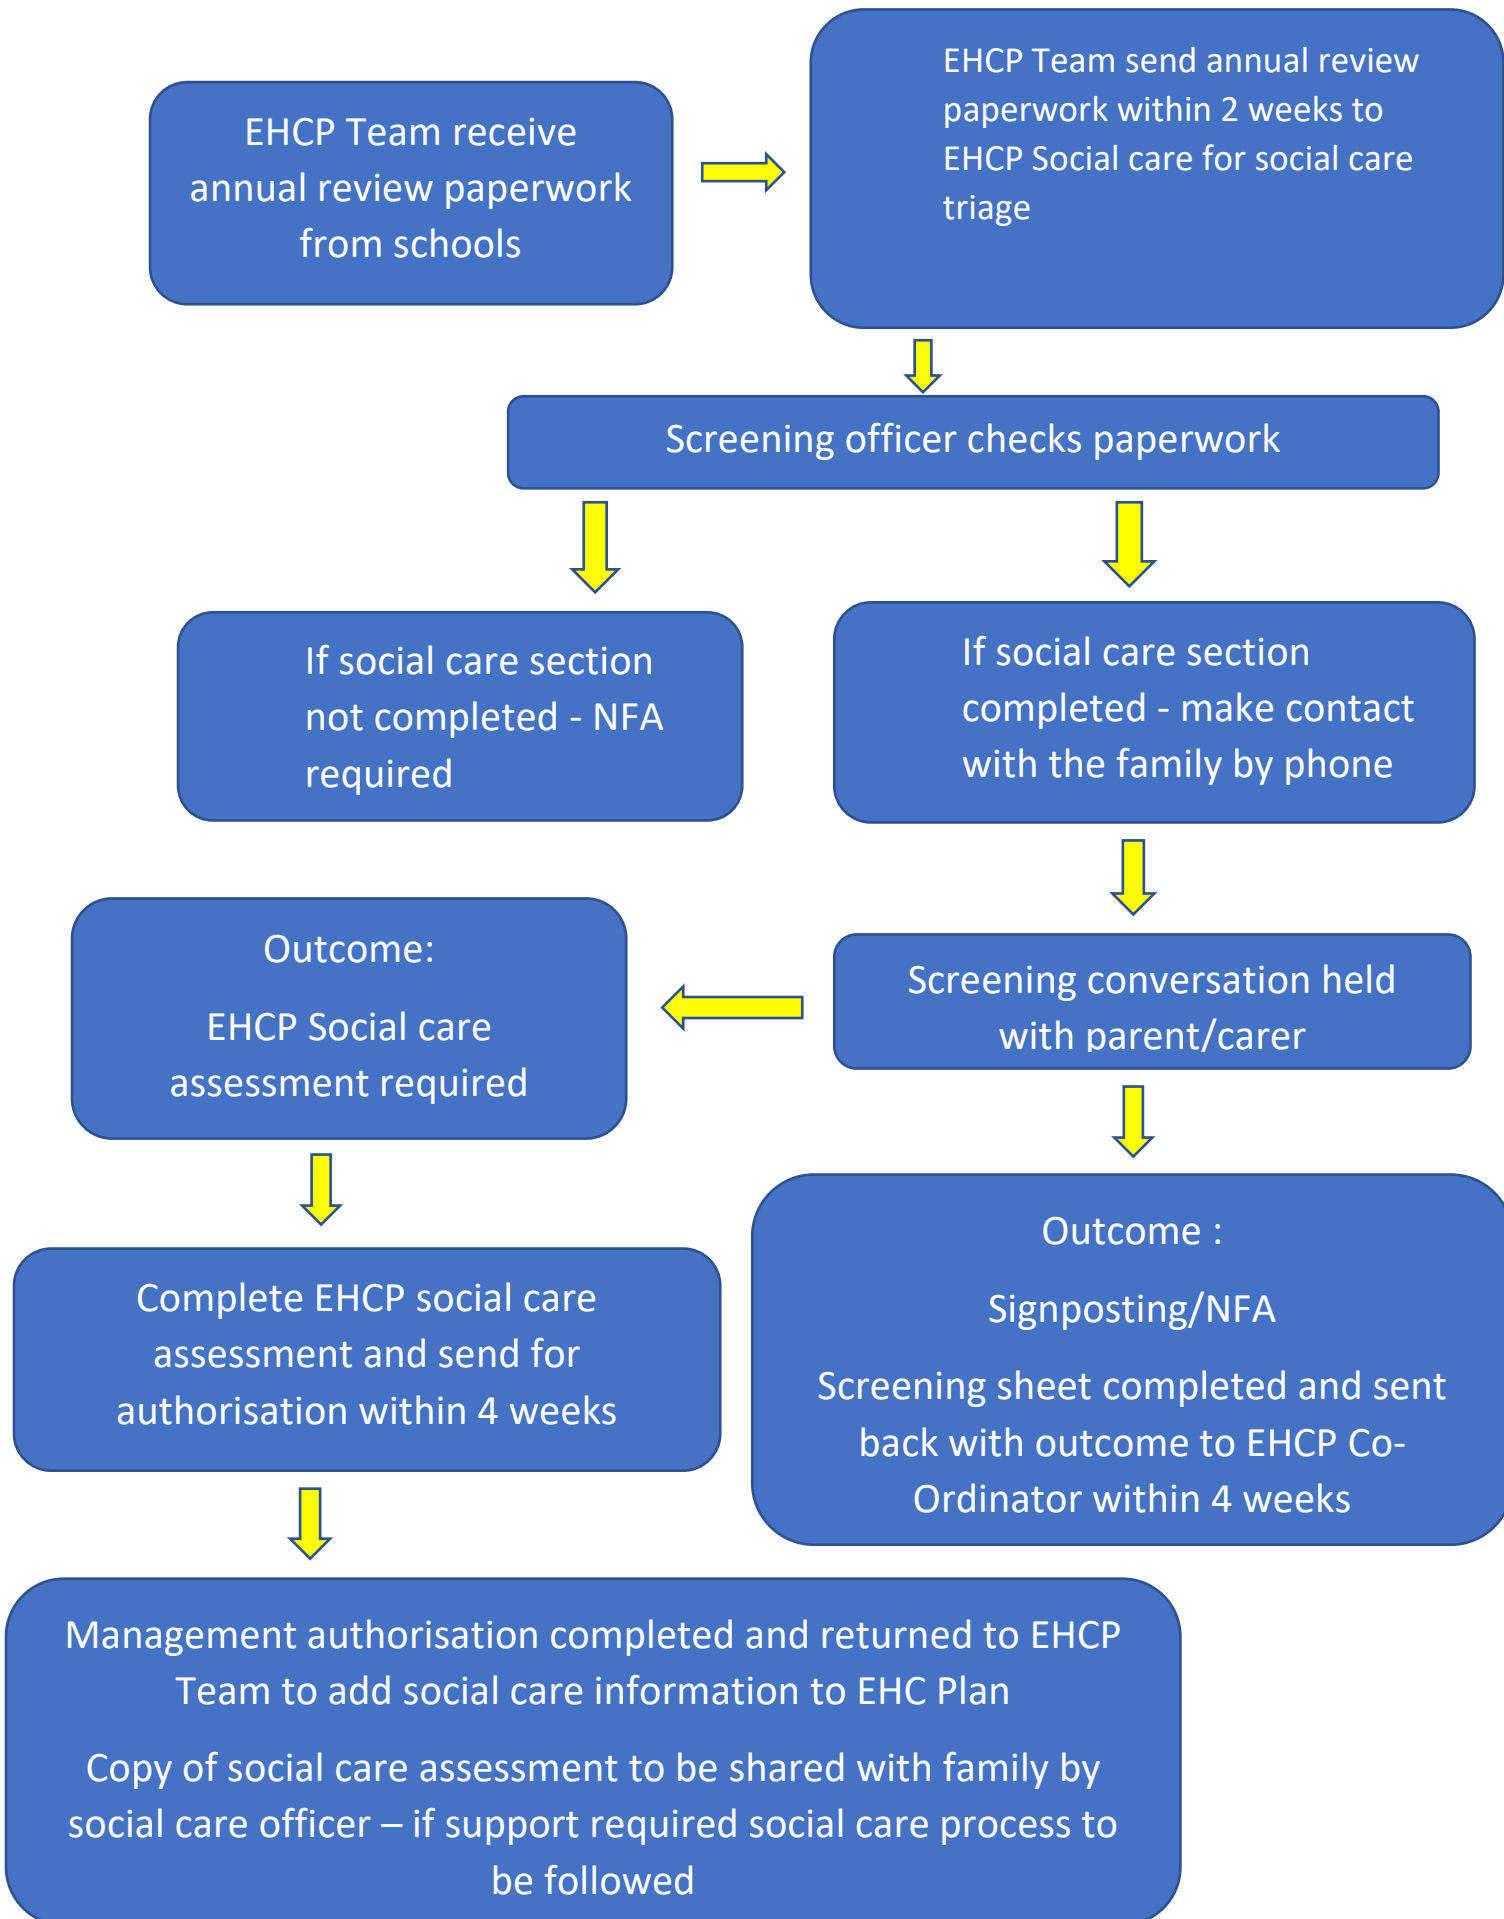 EHCP Team receive
annual review paperwork
from schools
EHCP Team send annual review
paperwork within 2 weeks to
EHCP Social care for social care
triage
Screening officer checks paperwork
If social care section
not completed - NFA
required
If social care section
completed - make contact
with the family by phone
Screening conversation held
with parent/carer
Outcome:
EHCP Social care
assessment required
Outcome :
Signposting/NFA
Screening sheet completed and sent
back with outcome to EHCP Co-
Ordinator within 4 weeks
Complete EHCP social care
assessment and send for
authorisation within 4 weeks
Management authorisation completed and returned to EHCP
Team to add social care information to EHC Plan
Copy of social care assessment to be shared with family by
social care officer – if support required social care process to
be followed